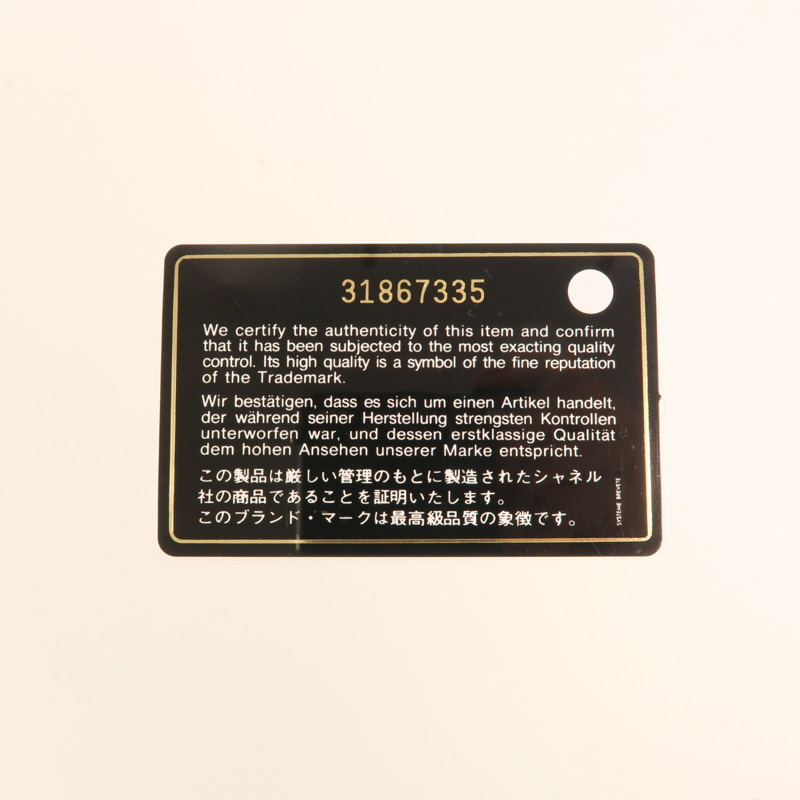 31867335
We certify the authenticity of this item and confirm
that it has been subjected to the most exacting quality
control. Its high quality is a symbol of the fine reputation
of the Trademark.
Wir bestätigen, dass es sich um einen Artikel handelt,
der während seiner Herstellung strengsten Kontrollen
unterworfen war, und dessen erstklassige Qualität
dem hohen Ansehen unserer Marke entspricht.
この製品は厳しい管理のもとに製造されたシャネル
社の商品であることを証明いたします。
このブランド・マークは最高級品質の象徴です。
SYSTEME BREVETE